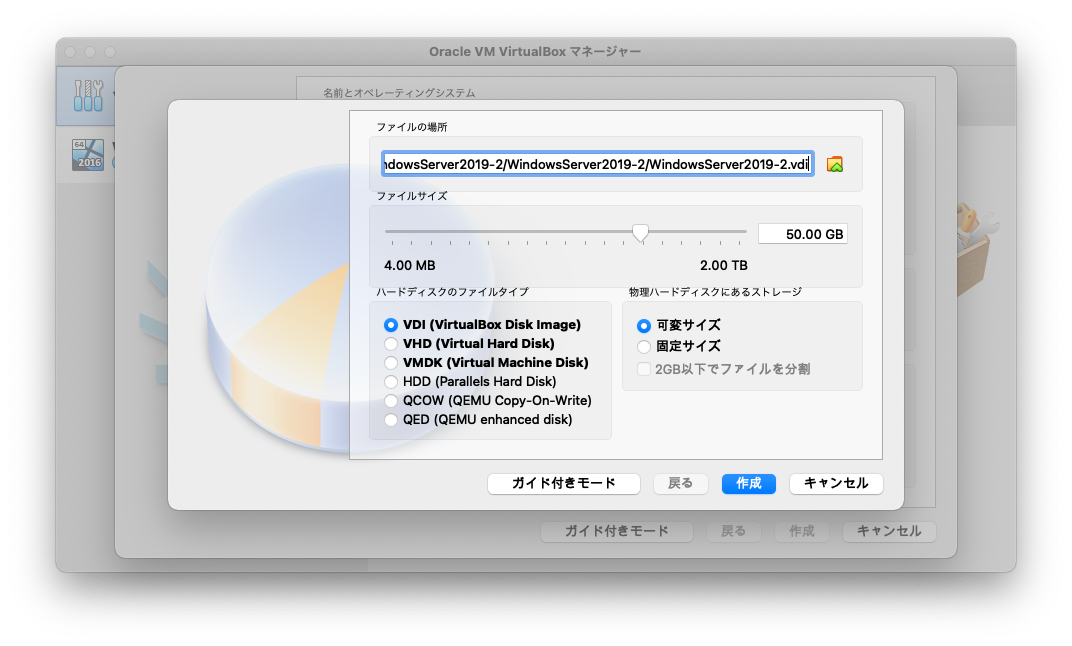 Oracle VM VirtualBox マネージャー
64
2016
名前とオペレーティングシステム
ファイルの場所
ndowsServer2019-2/WindowsServer2019-2/WindowsServer2019-2.vdi
ファイルサイズ
50.00 GB
4.00 MB 2.00 TB
ハードディスクのファイルタイプ
VDI (VirtualBox Disk Image)
VHD (Virtual Hard Disk)
VMDK (Virtual Machine Disk)
HDD (Parallels Hard Disk)
QCOW (QEMU Copy-On-Write)
QED (QEMU enhanced disk)
物理ハードディスクにあるストレージ
可変サイズ
固定サイズ
2GB以下でファイルを分割
ガイド付きモード 戻る 作成 キャンセル
ガイド付きモード 戻る 作成 キャンセル